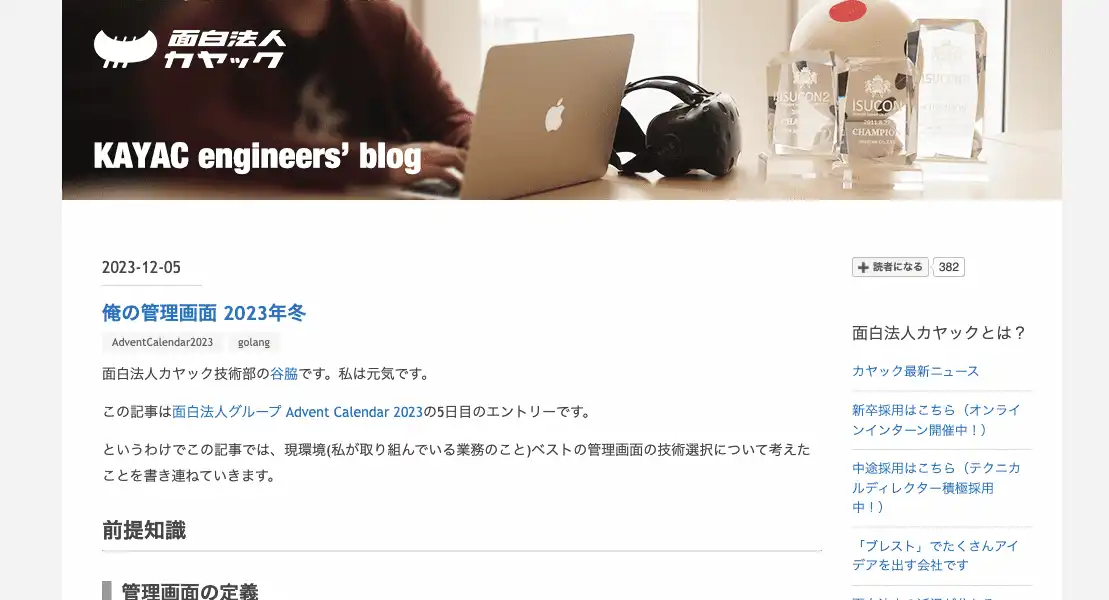 面白法人
カヤック
KAYAC engineers' blog
ISUCON2
ISUCON
CHAMPION
2023-12-05
俺の管理画面 2023年冬
AdventCalendar2023 golang
面白法人カヤック技術部の谷脇です。私は元気です。
この記事は面白法人グループ Advent Calendar 2023の5日目のエントリーです。
というわけでこの記事では、現環境(私が取り組んでいる業務のこと)ベストの管理画面の技術選択について考えた
ことを書き連ねていきます。
前提知識
管理画面の定義
読者になる 382
面白法人カヤックとは？
カヤック最新ニュース
新卒採用はこちら（オンライ
ンインターン開催中！）
中途採用はこちら（テクニカ
ルディレクター積極採用
中！）
「ブレスト」でたくさんアイ
デアを出す会社です